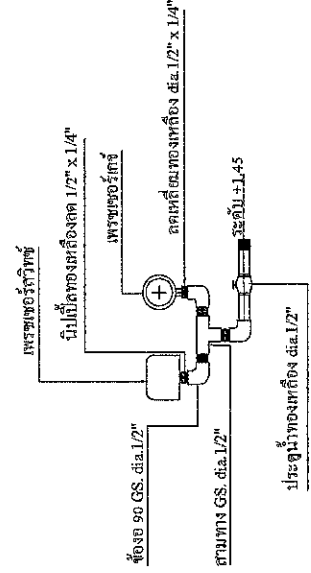 เพรชเชอร์สวิทช์
นิปเปิ้ลทองเหลืองลด 1/2" x 1/4"
เพรชเชอร์เกจ์
ลดเหลี่ยมทองเหลือง dia.1/2" x 1/4"
ข้องอ 90 GS. dia.1/2"
สามทาง GS. dia.1/2"
ระดับ +1.45
ประตูน้ำทองเหลือง dia.1/2"